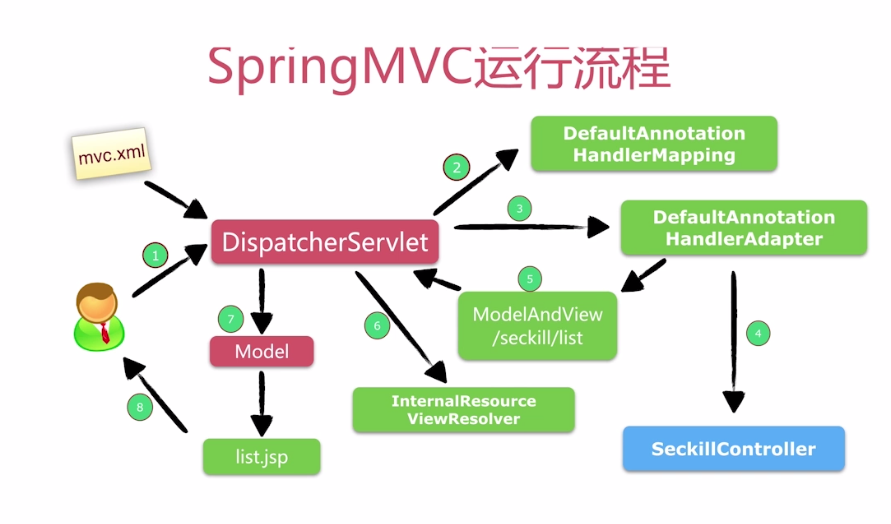 SpringMVC运行流程
mvc.xml
DefaultAnnotation
HandlerMapping
2
3
DefaultAnnotation
HandlerAdapter
DispatcherServlet
1
5
ModelAndView
/seckill/list
7
6
4
Model
InternalResource
ViewResolver
8
list.jsp
SeckillController